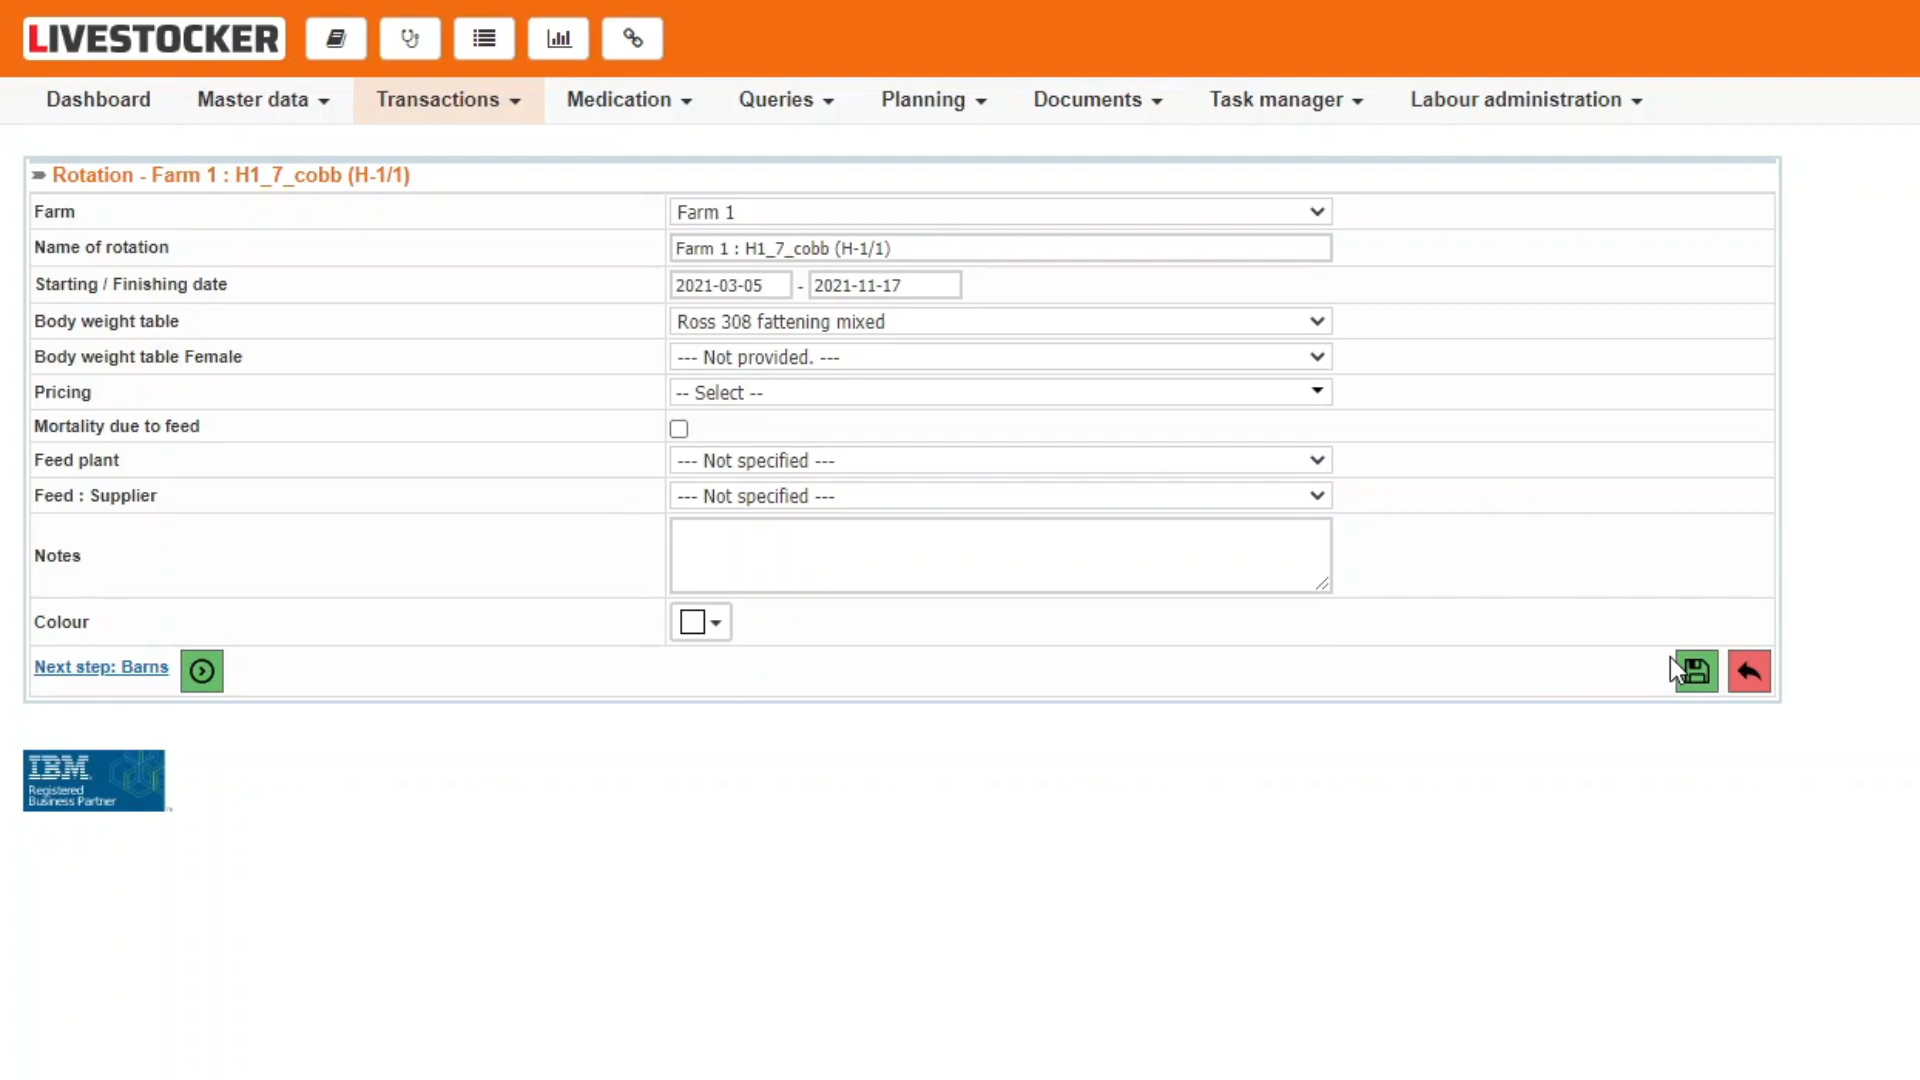 LIVESTOCKER
Dashboard Master data Transactions Medication Queries Planning Documents Task manager Labour administration
Rotation - Farm 1 : H1_7_cobb (H-1/1)
Farm Farm 1
Name of rotation Farm 1 : H1_7_cobb (H-1/1)
Starting / Finishing date 2021-03-05 - 2021-11-17
Body weight table Ross 308 fattening mixed
Body weight table Female --- Not provided. ---
Pricing -- Select --
Mortality due to feed
Feed plant --- Not specified ---
Feed : Supplier --- Not specified ---
Notes
Colour
Next step: Barns
IBM
Registered
Business Partner